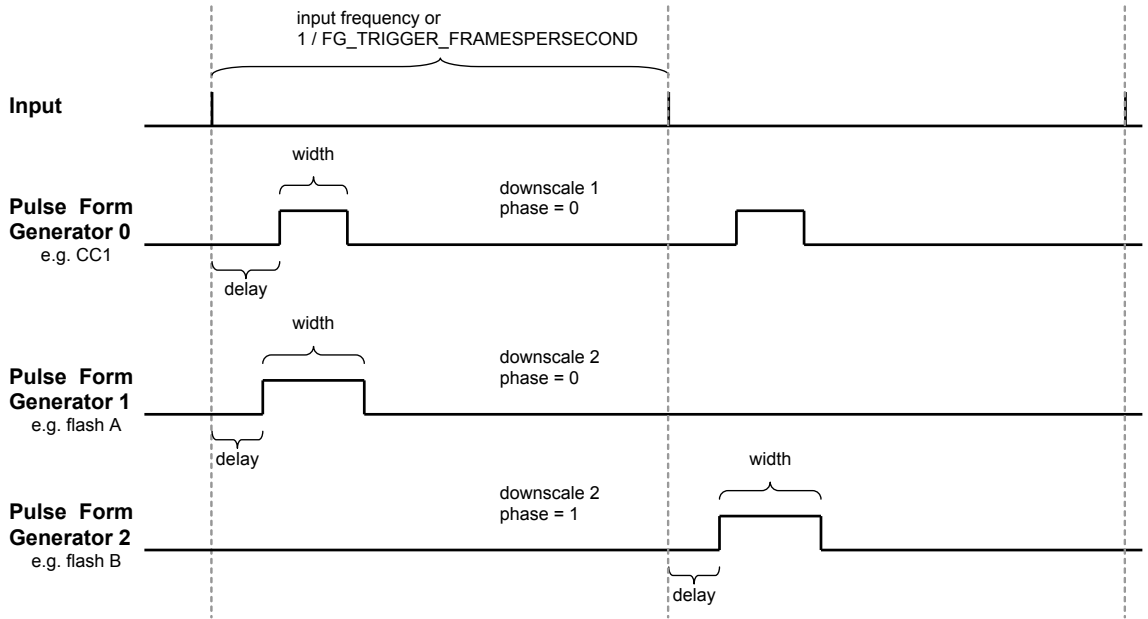 input frequency or
1 / FG_TRIGGER_FRAMESPERSECOND
Input
width
downscale 1
phase = 0
Pulse Form
Generator 0
e.g. CC1
delay
width
downscale 2
phase = 0
Pulse Form
Generator 1
e.g. flash A
delay
width
downscale 2
phase = 1
Pulse Form
Generator 2
e.g. flash B
delay